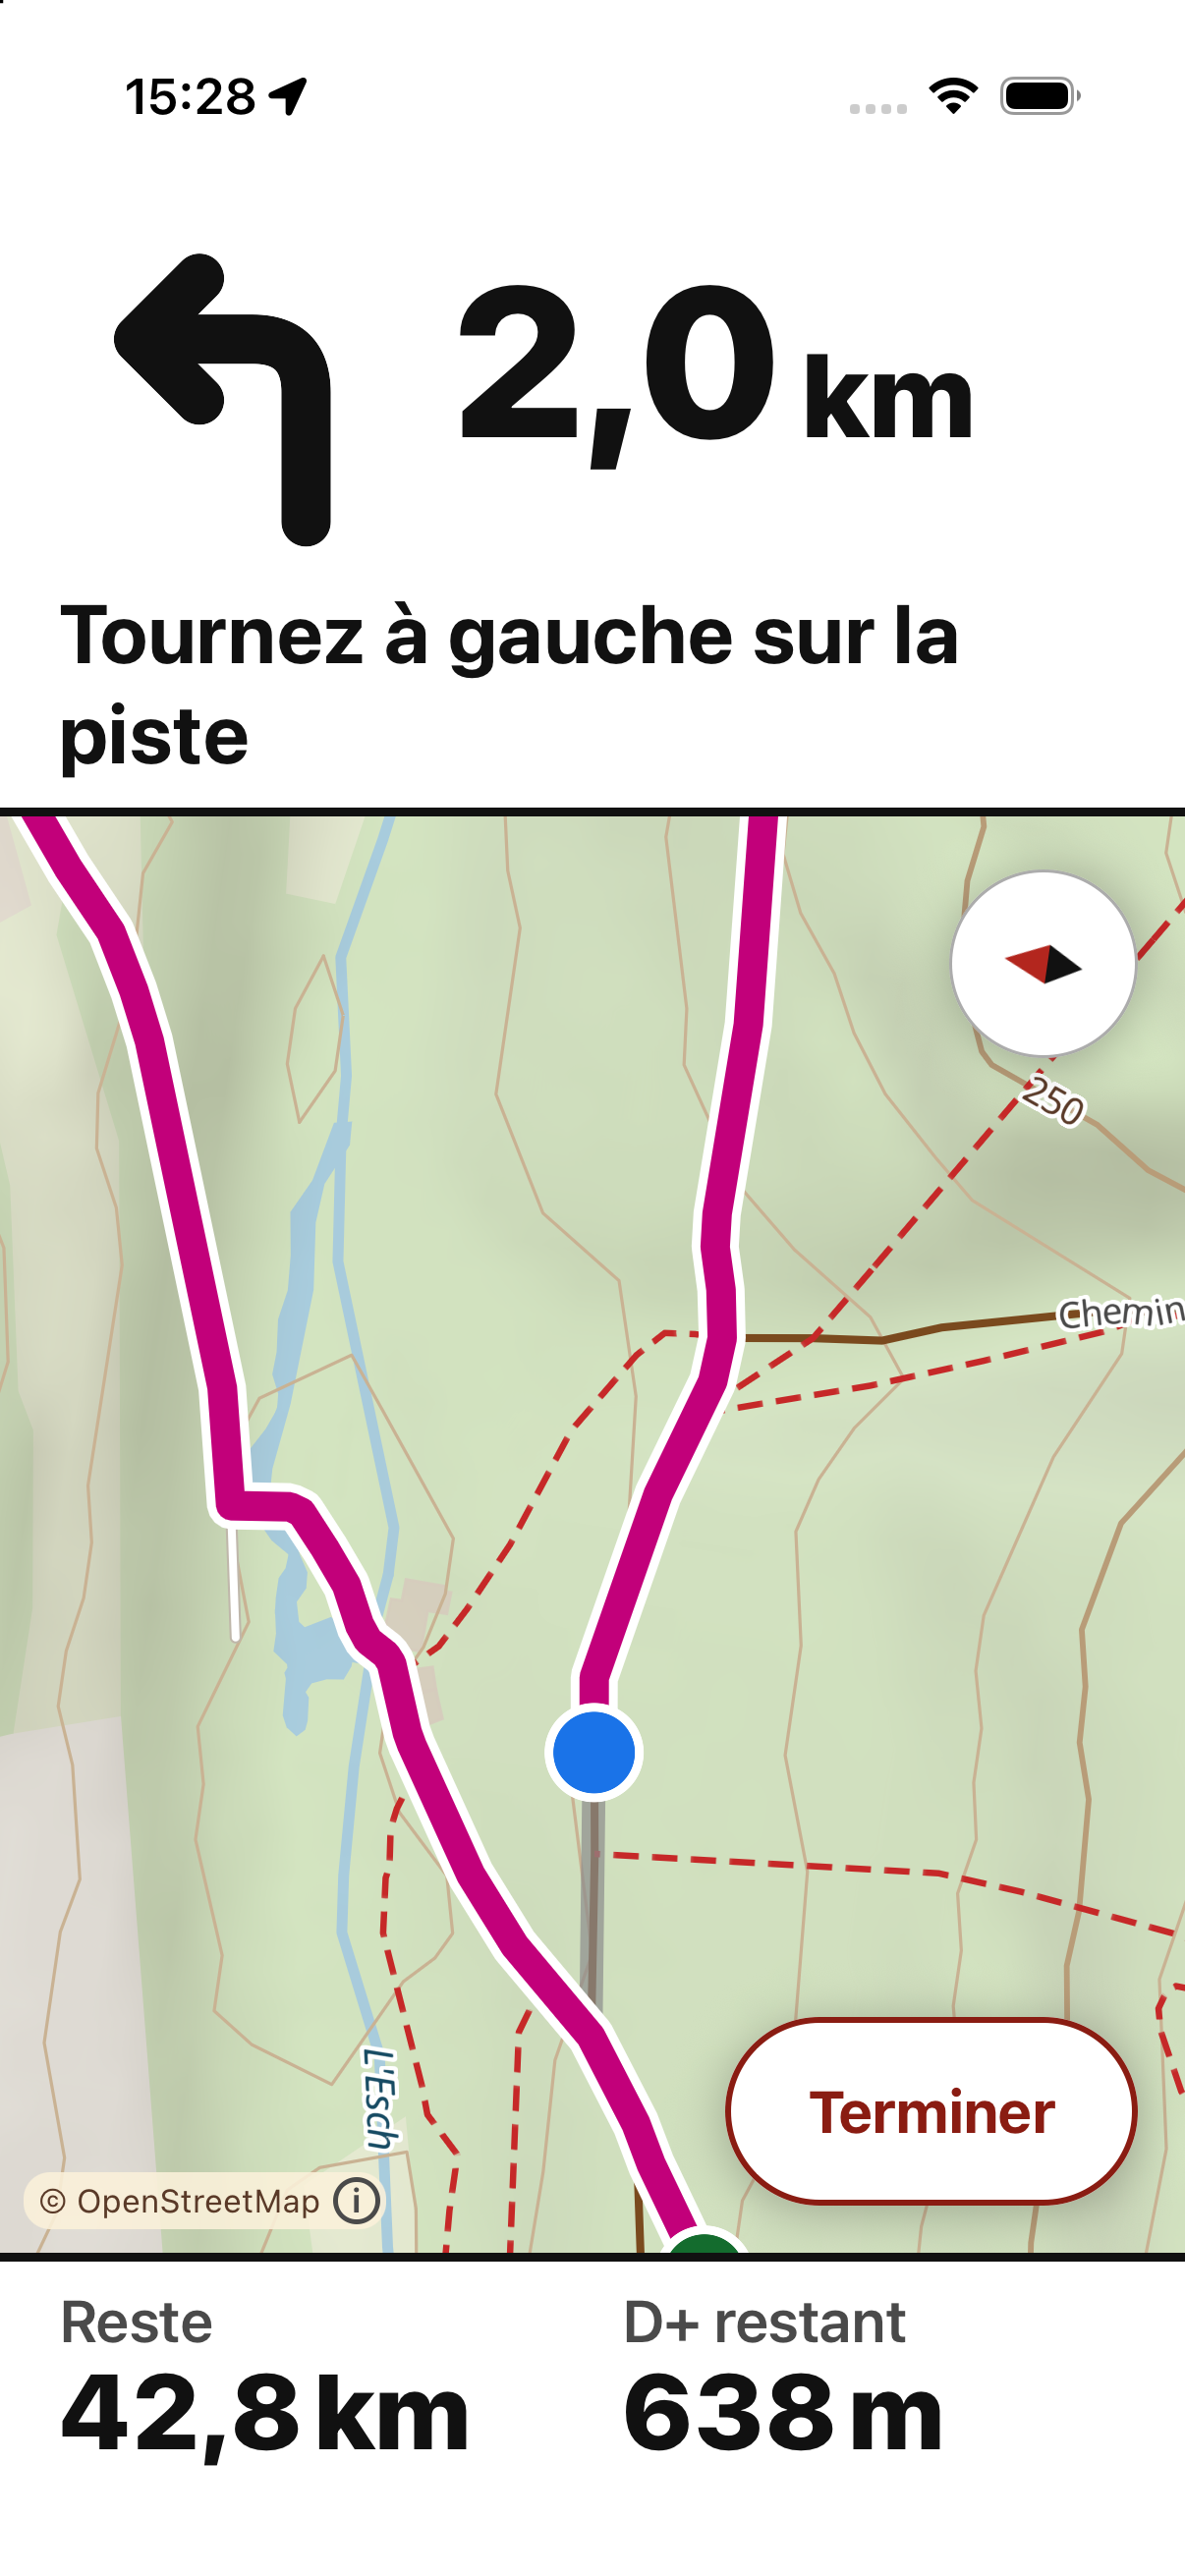 15:28
2,0 km
Tournez à gauche sur la
piste
250
Chemin
L'Esch
© OpenStreetMap
Terminer
Reste
D+ restant
42,8 km
638 m